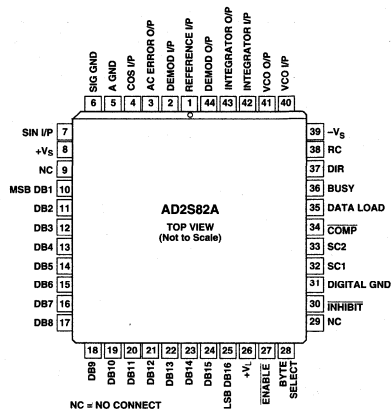 SIG GND
A GND
COS I/P
AC ERROR O/P
DEMOD I/P
REFERENCE I/P
DEMOD O/P
INTEGRATOR O/P
INTEGRATOR I/P
VCO O/P
VCO I/P
6 5 4 3 2 1 44 43 42 41 40
SIN I/P 7
+VS 8
NC 9
MSB DB1 10
DB2 11
DB3 12
DB4 13
DB5 14
DB6 15
DB7 16
DB8 17
AD2S82A
TOP VIEW
(Not to Scale)
39 –VS
38 RC
37 DIR
36 BUSY
35 DATA LOAD
34 COMP
33 SC2
32 SC1
31 DIGITAL GND
30 INHIBIT
29 NC
18 19 20 21 22 23 24 25 26 27 28
DB9
DB10
DB11
DB12
DB13
DB14
DB15
LSB DB16
+VL
ENABLE
BYTE
SELECT
NC = NO CONNECT